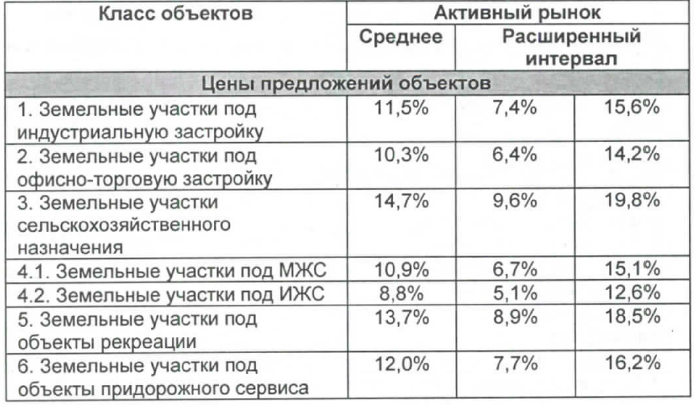 Класс объектов Активный рынок
Среднее Расширенный
интервал
Цены предложений объектов
1. Земельные участки под 11,5% 7,4% 15,6%
индустриальную застройку
2. Земельные участки под 10,3% 6,4% 14,2%
офисно-торговую застройку
3. Земельные участки 14,7% 9,6% 19,8%
сельскохозяйственного
назначения
4.1. Земельные участки под МЖС 10,9% 6,7% 15,1%
4.2. Земельные участки под ИЖС 8,8% 5,1% 12,6%
5. Земельные участки под 13,7% 8,9% 18,5%
объекты рекреации
6. Земельные участки под 12,0% 7,7% 16,2%
объекты придорожного сервиса